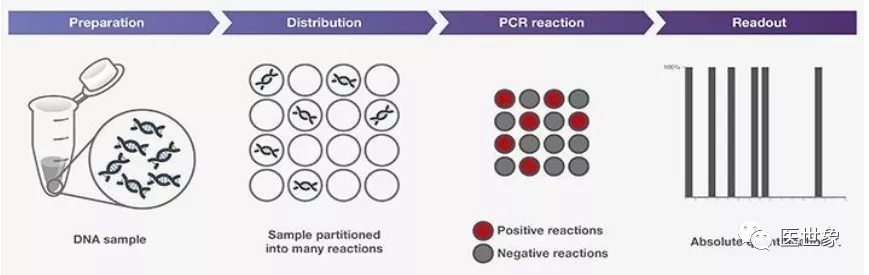 Preparation
Distribution
PCR reaction
Readout
100%
DNA sample
Sample partitioned
into many reactions
Positive reactions
Negative reactions
Absolute
医世象